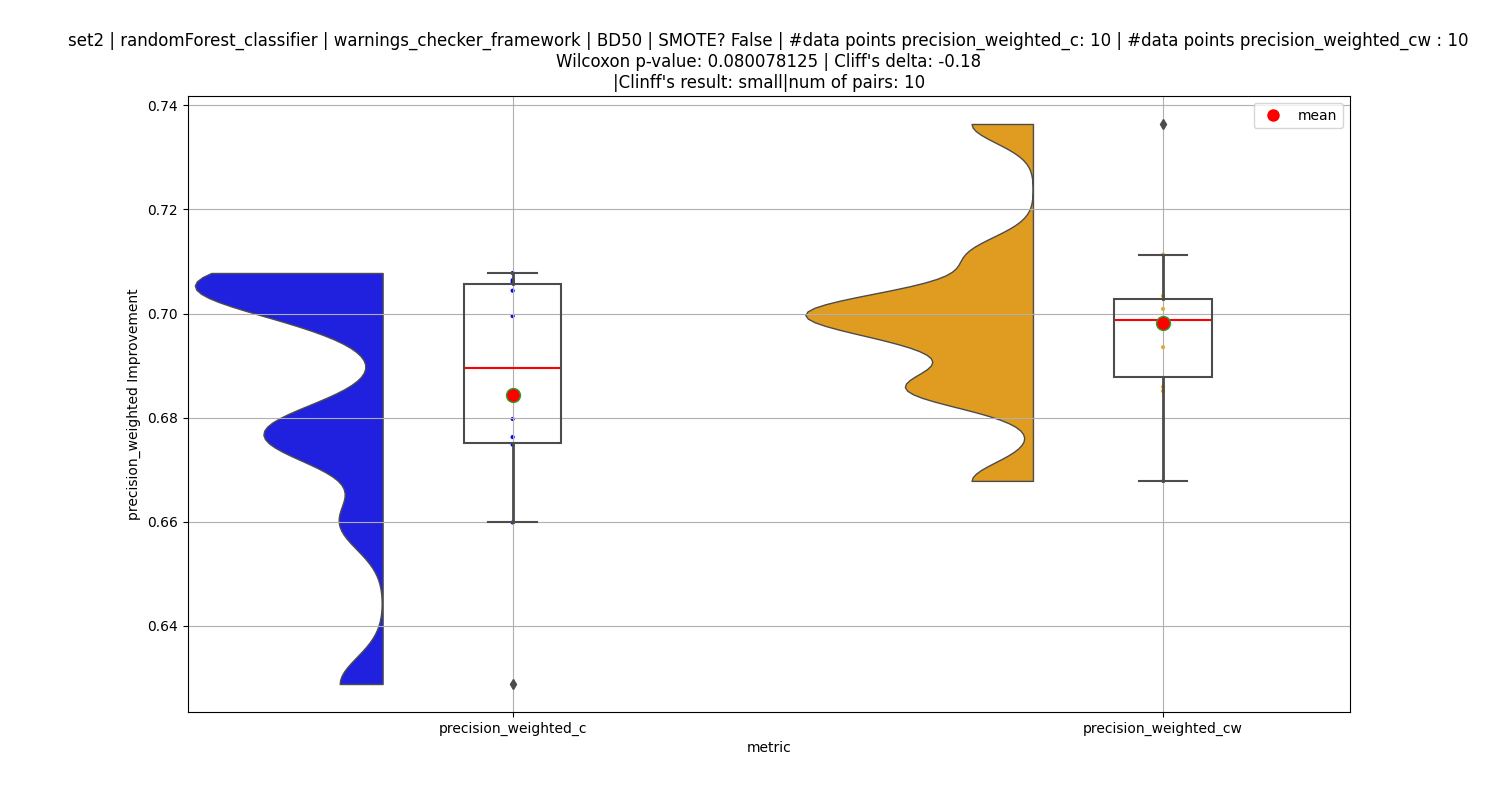 set2 | randomForest_classifier | warnings_checker_framework | BD50 | SMOTE? False | #data points precision_weighted_c: 10 | #data points precision_weighted_cw : 10
Wilcoxon p-value: 0.080078125 | Cliff's delta: -0.18
|Clinff's result: small|num of pairs: 10
mean
0.74
0.72
0.70
0.68
0.66
0.64
precision_weighted Improvement
precision_weighted_c
precision_weighted_cw
metric